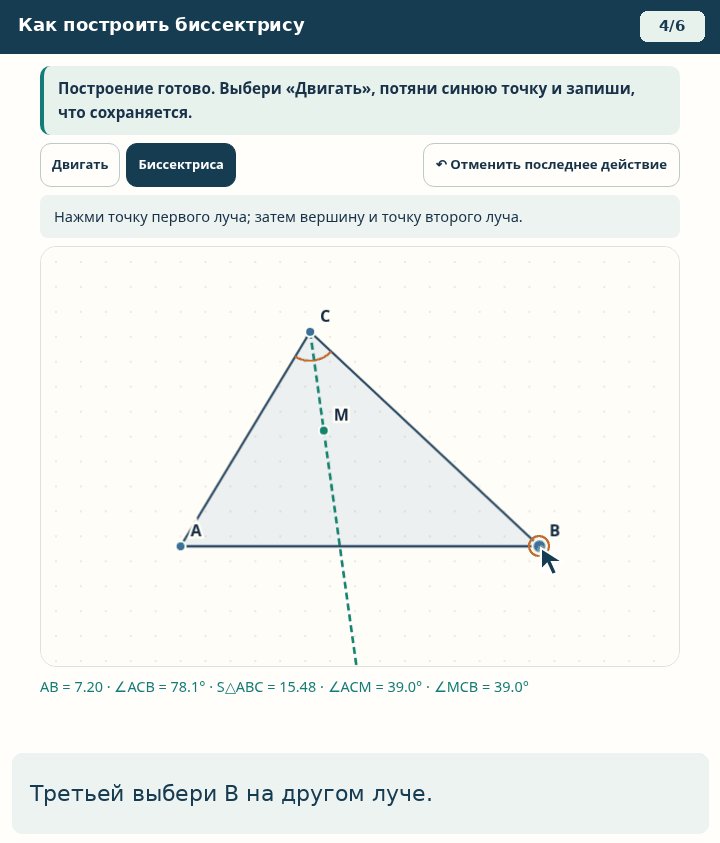 Как построить биссектрису
4/6
Построение готово. Выбери «Двигать», потяни синюю точку и запиши,
что сохраняется.
Двигать
Биссектриса
↶ Отменить последнее действие
Нажми точку первого луча; затем вершину и точку второго луча.
C
M
A
B
AB = 7.20 · ∠ACB = 78.1° · S△ABC = 15.48 · ∠ACM = 39.0° · ∠MCB = 39.0°
Третьей выбери B на другом луче.